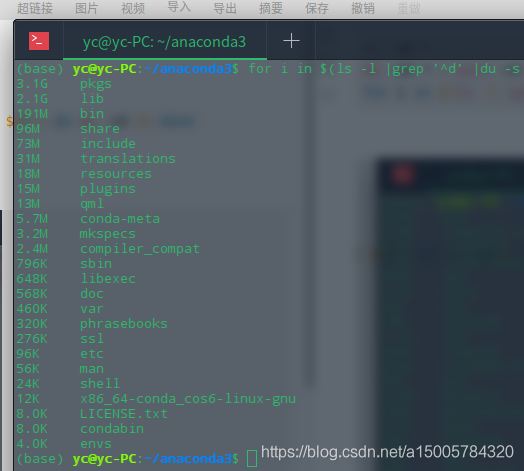 超链接 图片 视频 导入 导出 摘要 保存 撤销 重做
yc@yc-PC: ~/anaconda3
(base) yc@yc-PC:~/anaconda3$ for i in $(ls -l |grep '^d' |du -s
3.1G pkgs
2.1G lib
191M bin
96M share
73M include
31M translations
18M resources
15M plugins
13M qml
5.7M conda-meta
3.2M mkspecs
2.4M compiler_compat
796K sbin
648K libexec
568K doc
460K var
320K phrasebooks
276K ssl
96K etc
56K man
24K shell
12K x86_64-conda_cos6-linux-gnu
8.0K LICENSE.txt
8.0K condabin
4.0K envs
(base) yc@yc-PC:~/anaconda3$
https://blog.csdn.net/a15005784320